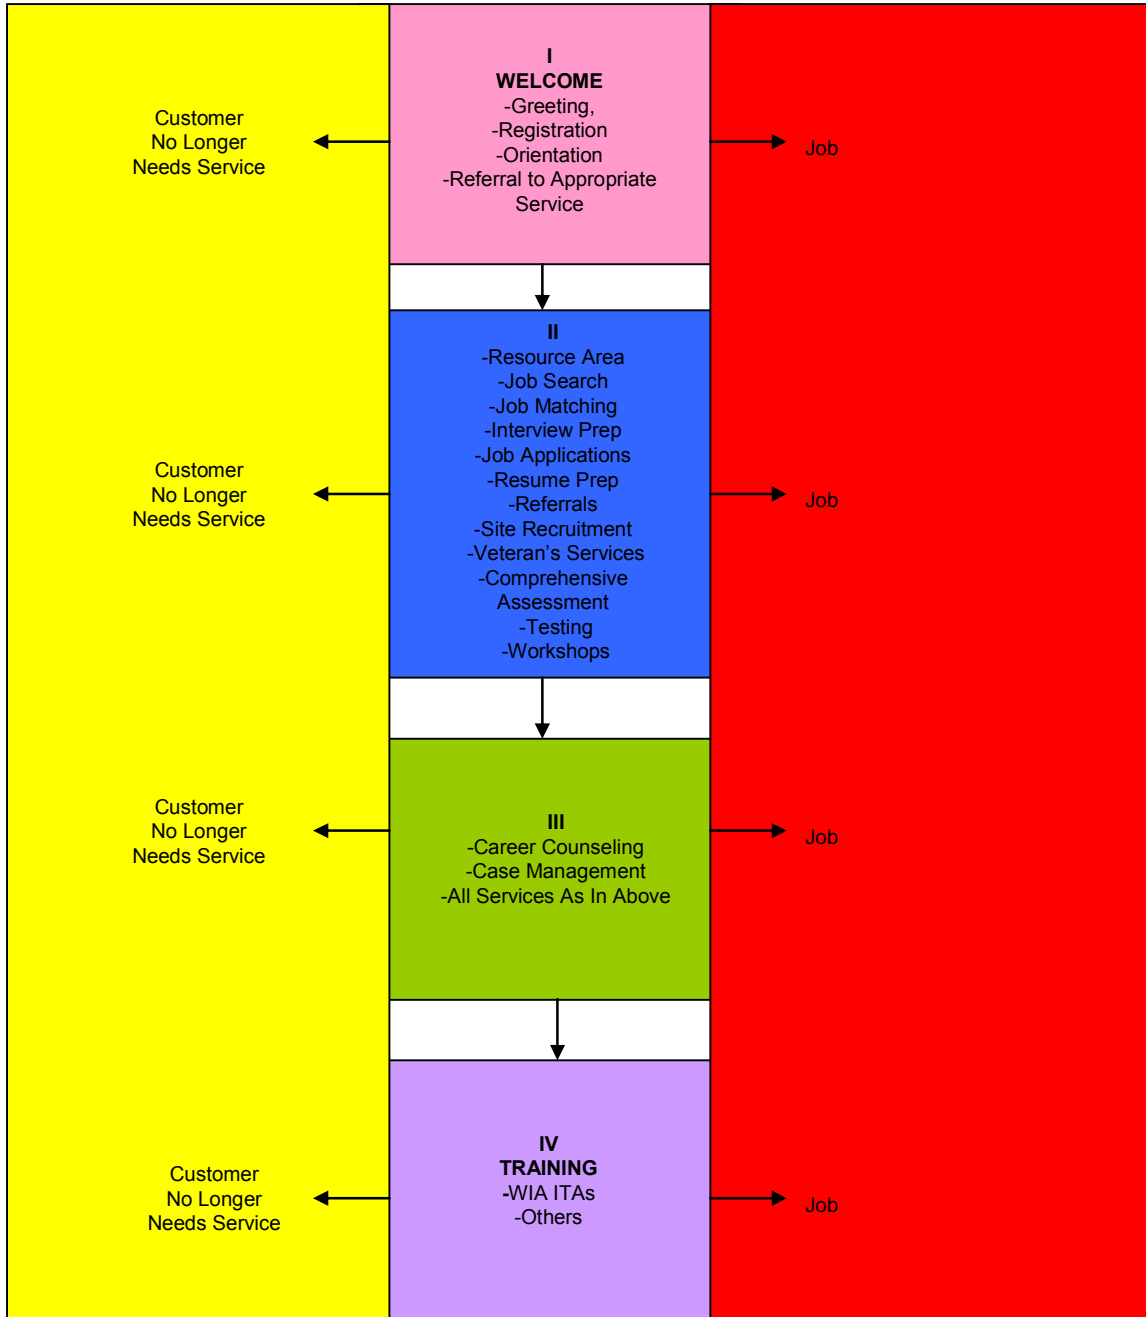 I
WELCOME
-Greeting,
-Registration
-Orientation
-Referral to Appropriate
Service
Customer
No Longer
Needs Service
Job
II
-Resource Area
-Job Search
-Job Matching
-Interview Prep
-Job Applications
-Resume Prep
-Referrals
-Site Recruitment
-Veteran’s Services
-Comprehensive
Assessment
-Testing
-Workshops
Customer
No Longer
Needs Service
Job
III
-Career Counseling
-Case Management
-All Services As In Above
Customer
No Longer
Needs Service
Job
IV
TRAINING
-WIA ITAs
-Others
Customer
No Longer
Needs Service
Job